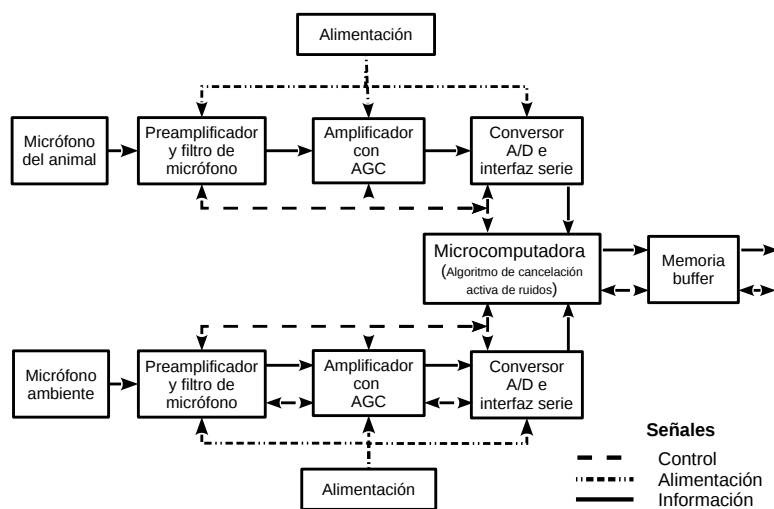 Alimentación
Micrófono
del animal
Preamplificador
y filtro de
micrófono
Amplificador
con
AGC
Conversor
A/D e
interfaz serie
Microcomputadora
(Algoritmo de cancelación
activa de ruidos)
Memoria
buffer
Micrófono
ambiente
Preamplificador
y filtro de
micrófono
Amplificador
con
AGC
Conversor
A/D e
interfaz serie
Alimentación
Señales
Control
Alimentación
Información